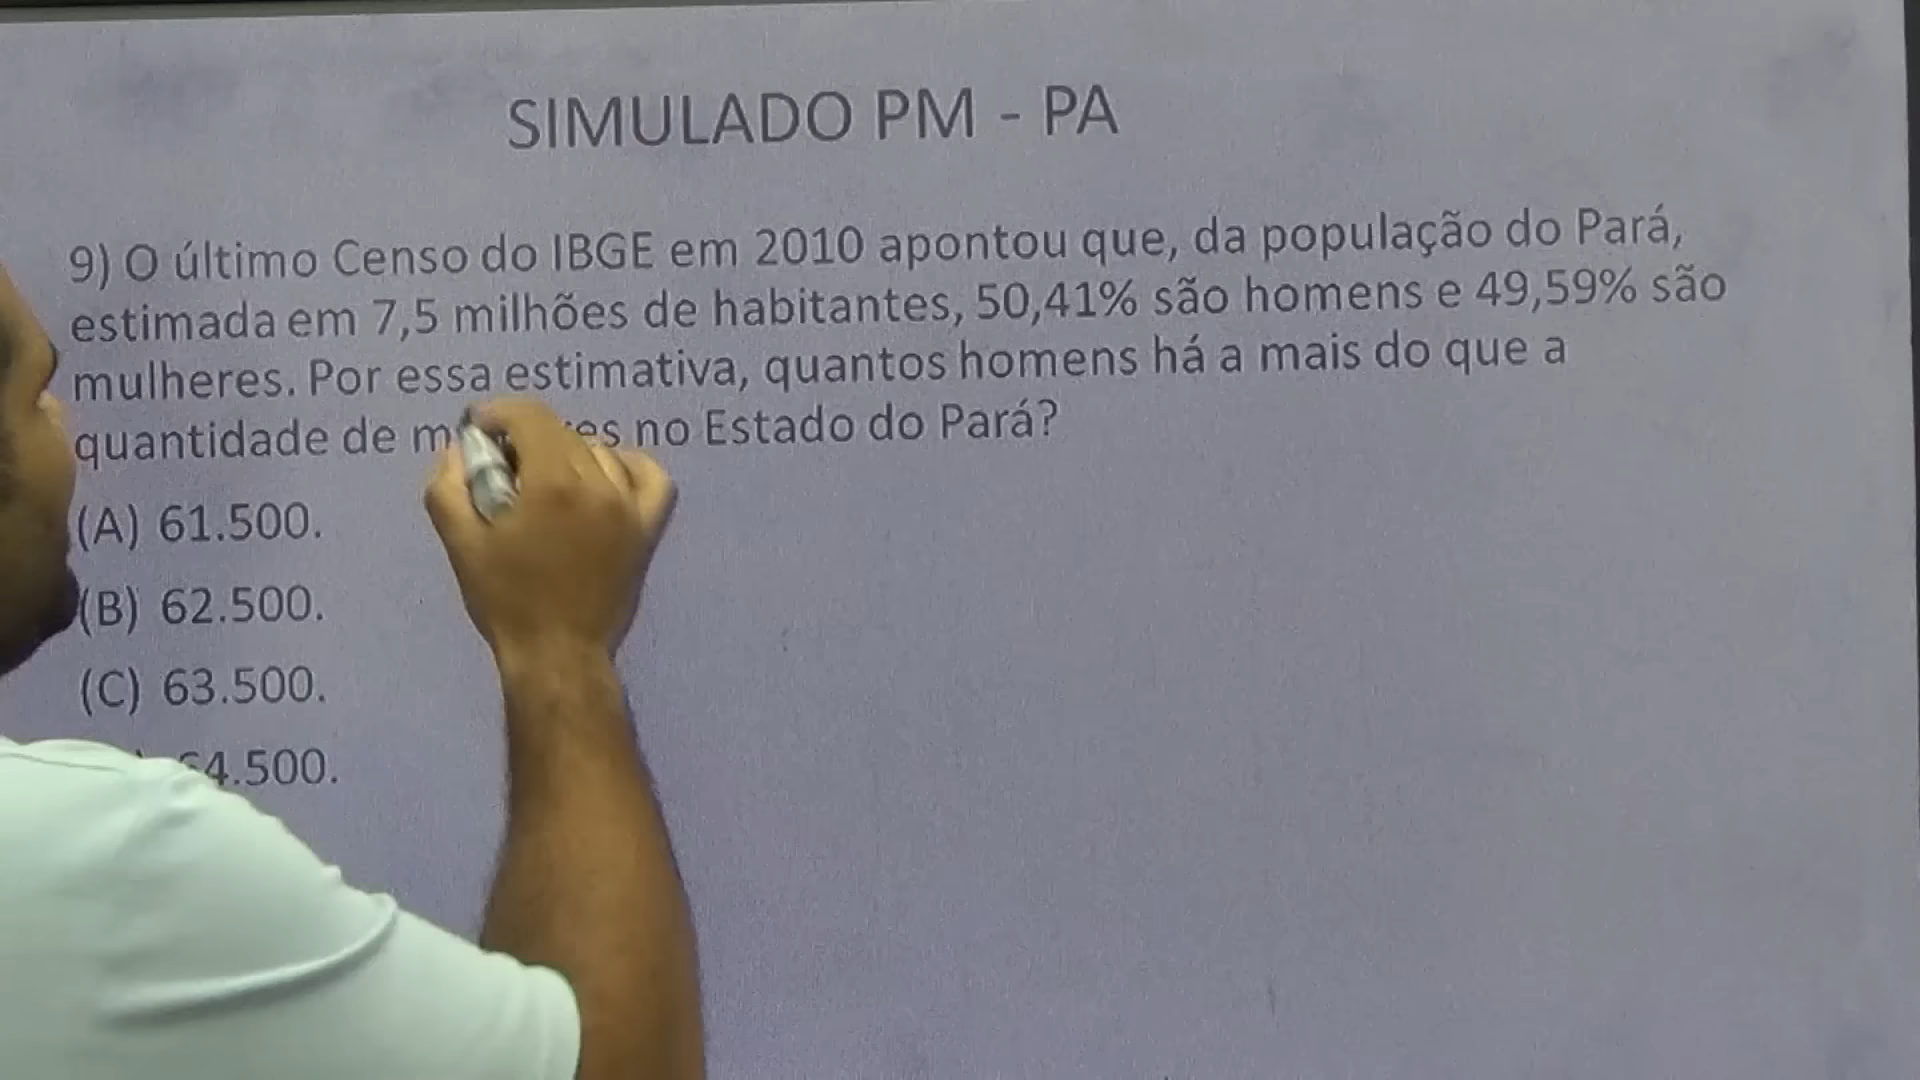 SIMULADO PM - PA
9) O último Censo do IBGE em 2010 apontou que, da população do Pará,
estimada em 7,5 milhões de habitantes, 50,41% são homens e 49,59% são
mulheres. Por essa estimativa, quantos homens há a mais do que a
quantidade de no Estado do Pará?
(A) 61.500.
(B) 62.500.
(C) 63.500.
4.500.